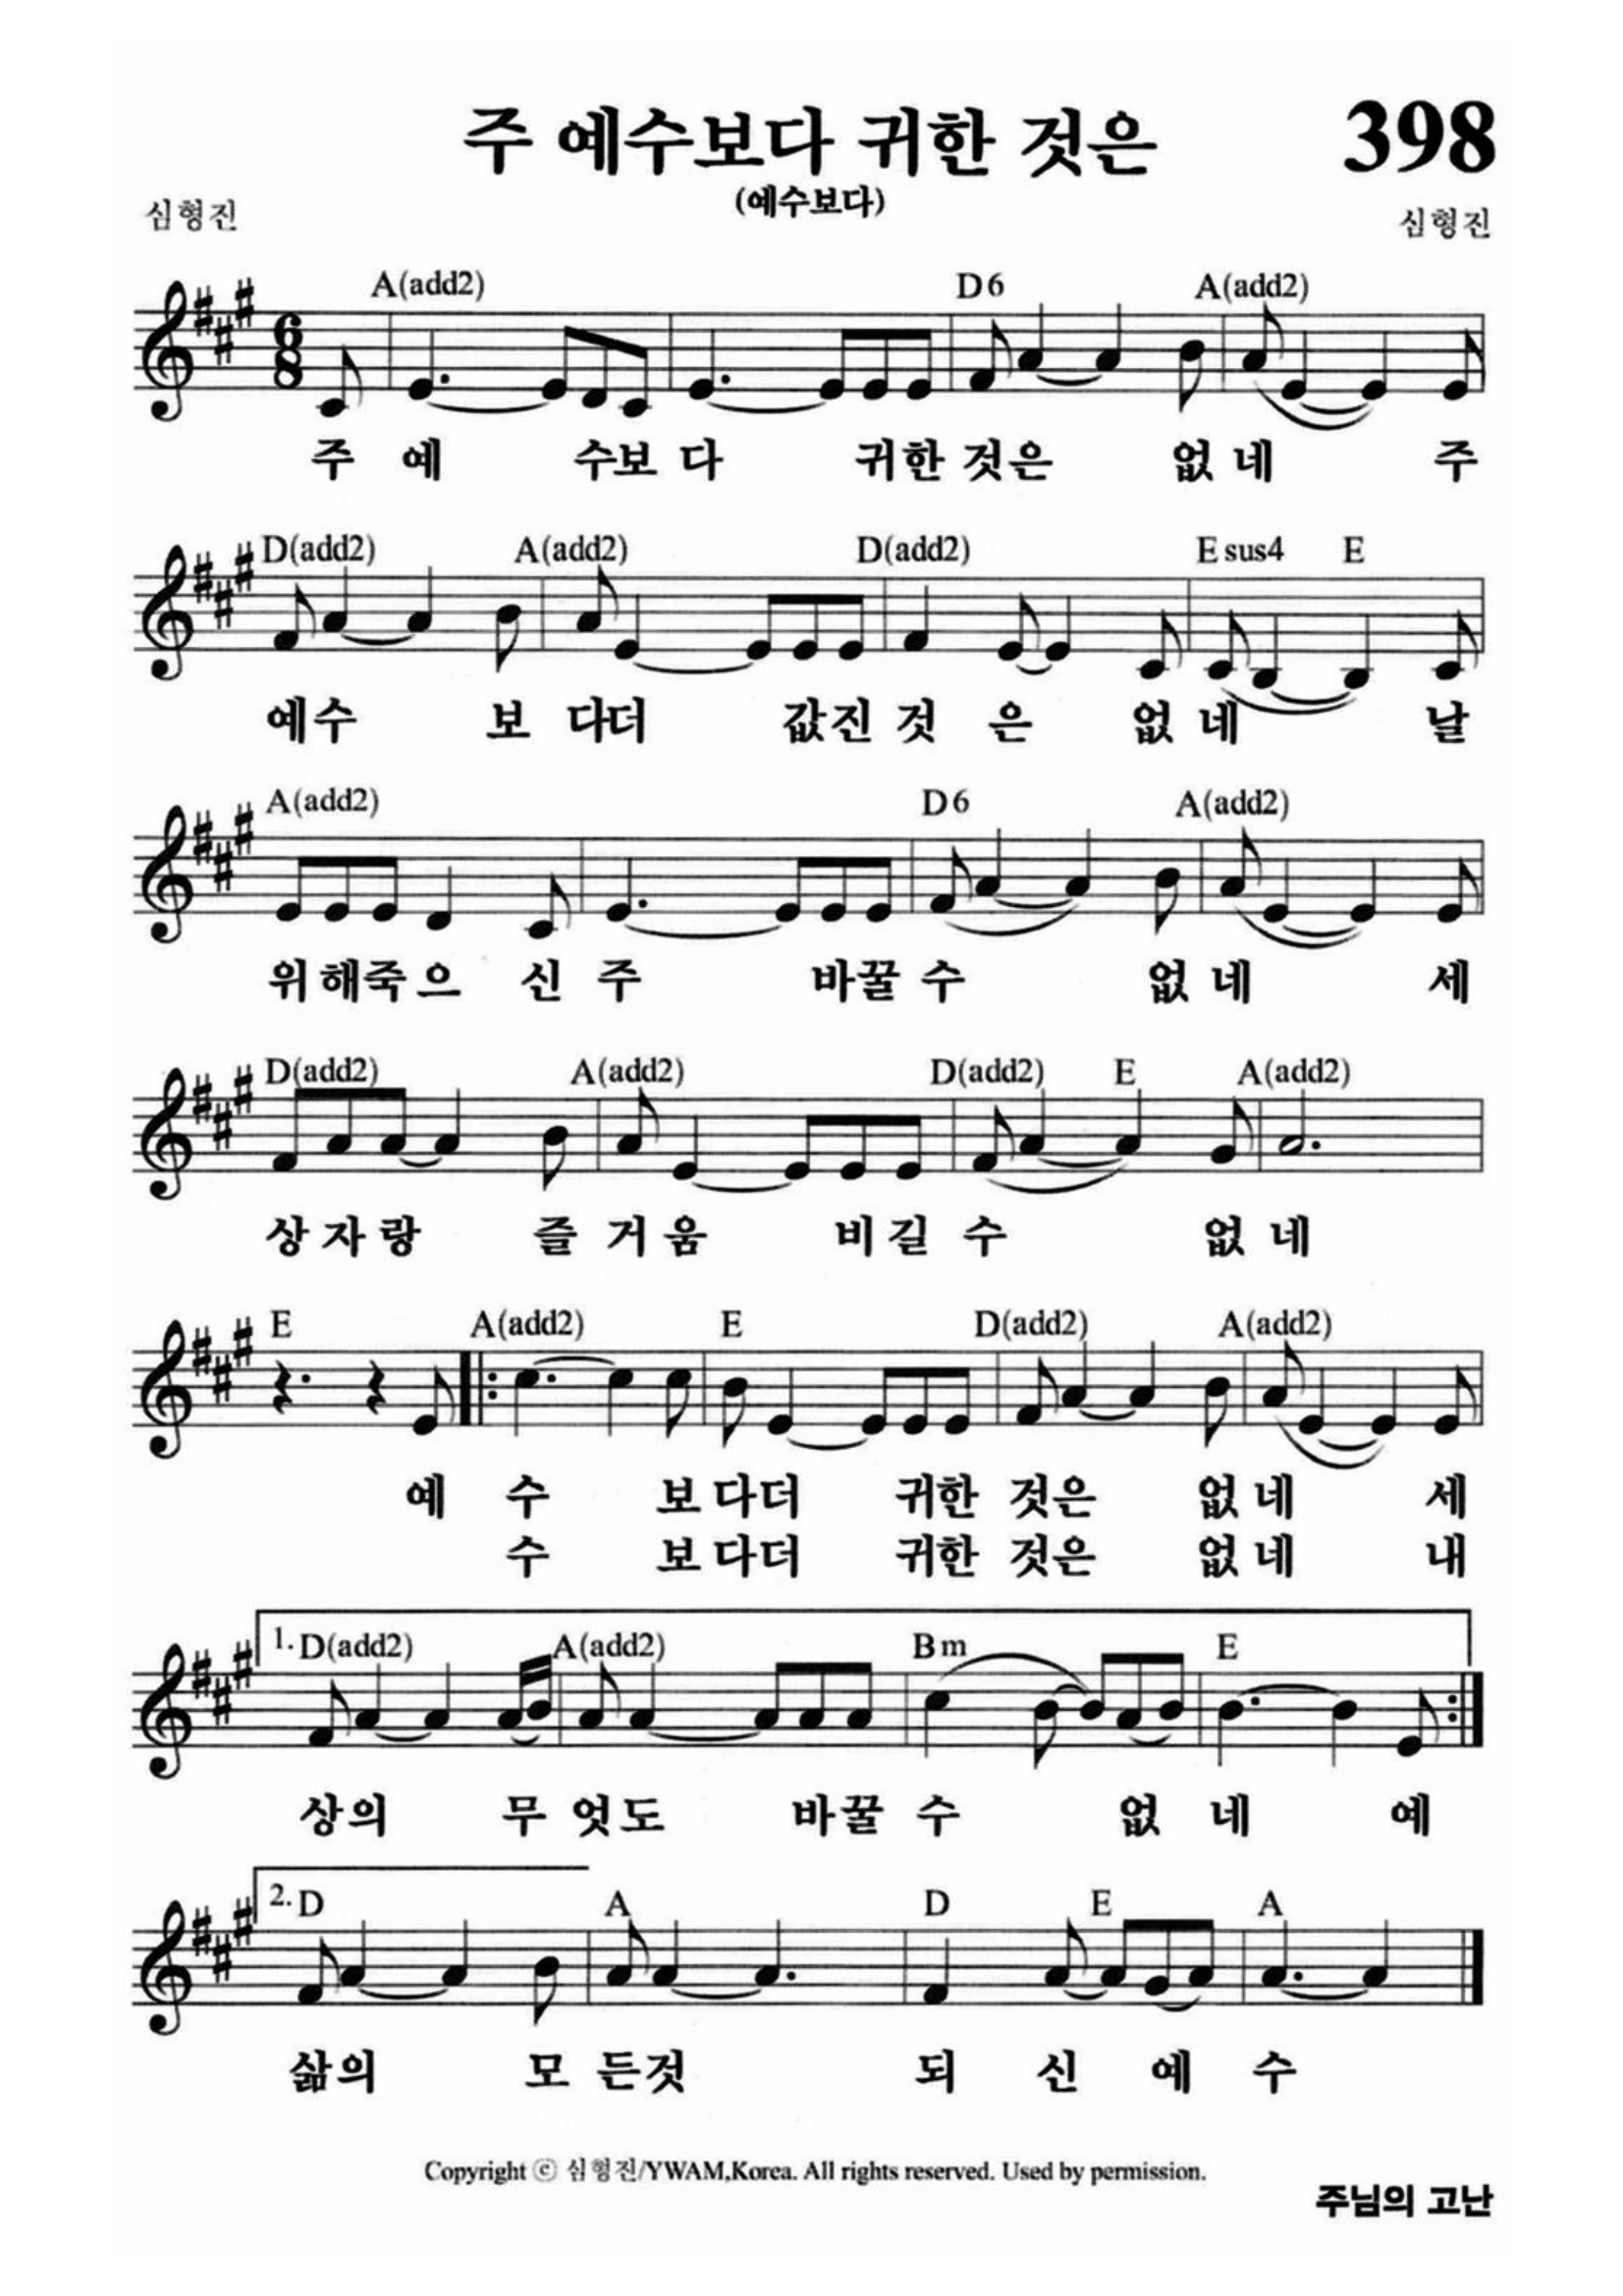 주 예수보다 귀한 것은
398
(예수보다)
심형진
심형진
A(add2) D6 A(add2)
6
8
주 예 수보 다 귀한 것은 없 네 주
D(add2) A(add2) D(add2) E sus4 E
예수 보 다더 값진 것 은 없 네 날
A(add2) D6 A(add2)
위 해죽 으 신 주 바꿀 수 없 네 세
D(add2) A(add2) D(add2) E A(add2)
상 자 랑 즐 거 움 비 길 수 없 네
E A(add2) E D(add2) A(add2)
예 수 보 다더 귀한 것은 없 네 세
수 보 다더 귀한 것은 없 네 내
1. D(add2) A(add2) Bm E
상의 무 엇도 바꿀 수 없 네 예
2. D A D E A
삶의 모 든것 되 신 예 수
Copyright ⓒ 심형진/YWAM,Korea. All rights reserved. Used by permission.
주님의 고난